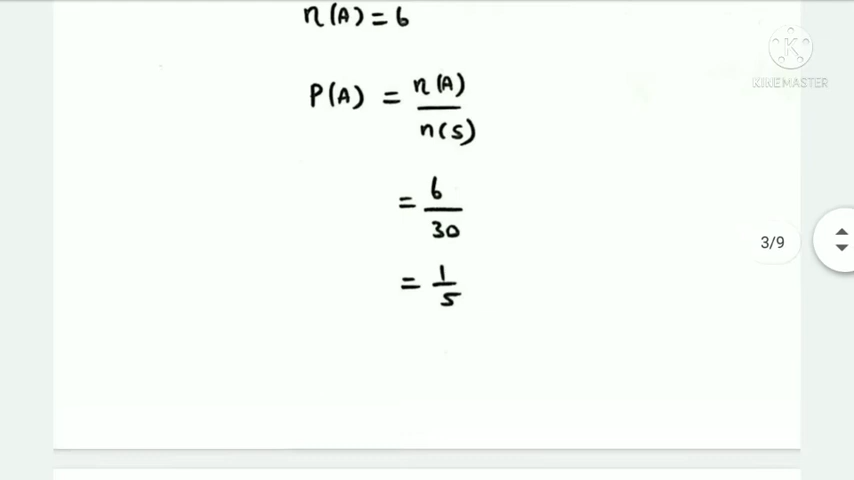 n(A) = 6
K
KINEMASTER
P(A) = n(A)
n(s)
= 6
30
3/9
= 1
5